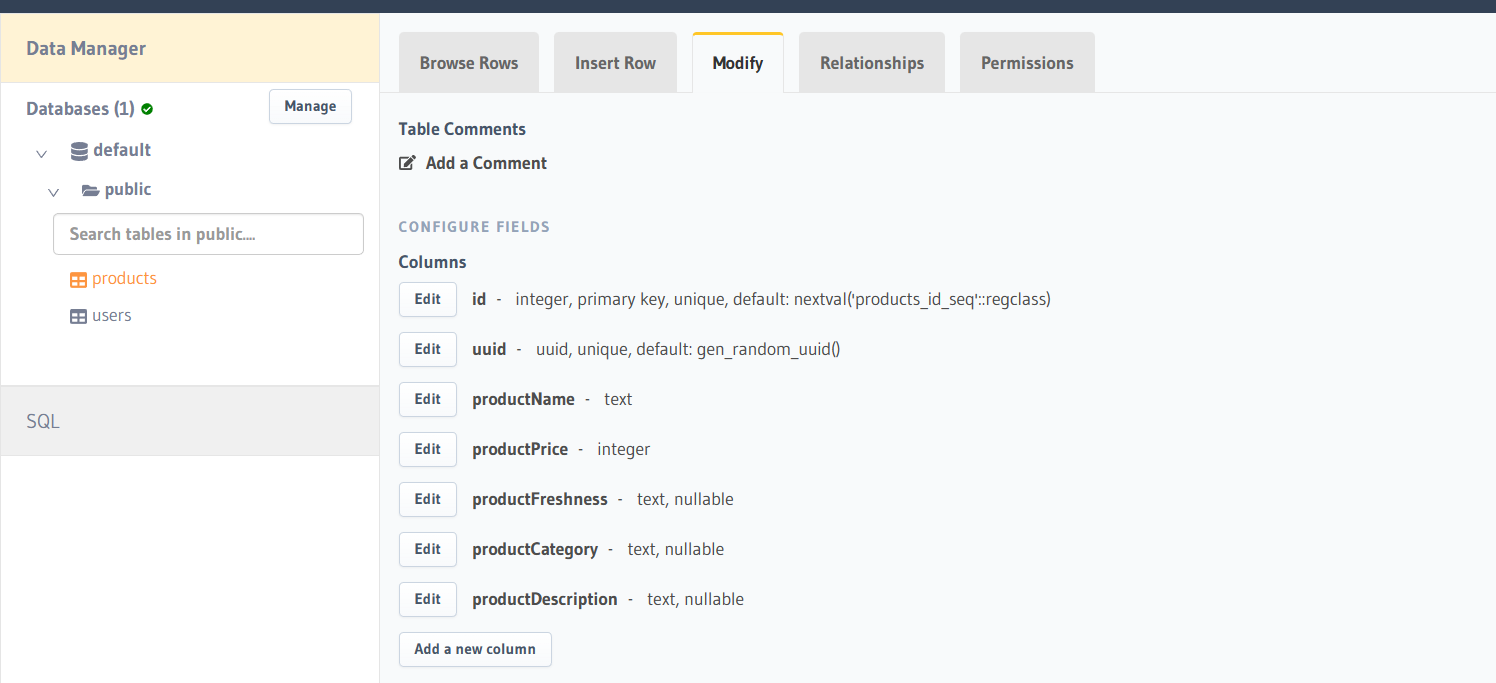 Data Manager
Databases (1)
Manage
default
public
Search tables in public....
products
users
SQL
Browse Rows
Insert Row
Modify
Relationships
Permissions
Table Comments
Add a Comment
CONFIGURE FIELDS
Columns
Edit id - integer, primary key, unique, default: nextval('products_id_seq'::regclass)
Edit uuid - uuid, unique, default: gen_random_uuid()
Edit productName - text
Edit productPrice - integer
Edit productFreshness - text, nullable
Edit productCategory - text, nullable
Edit productDescription - text, nullable
Add a new column